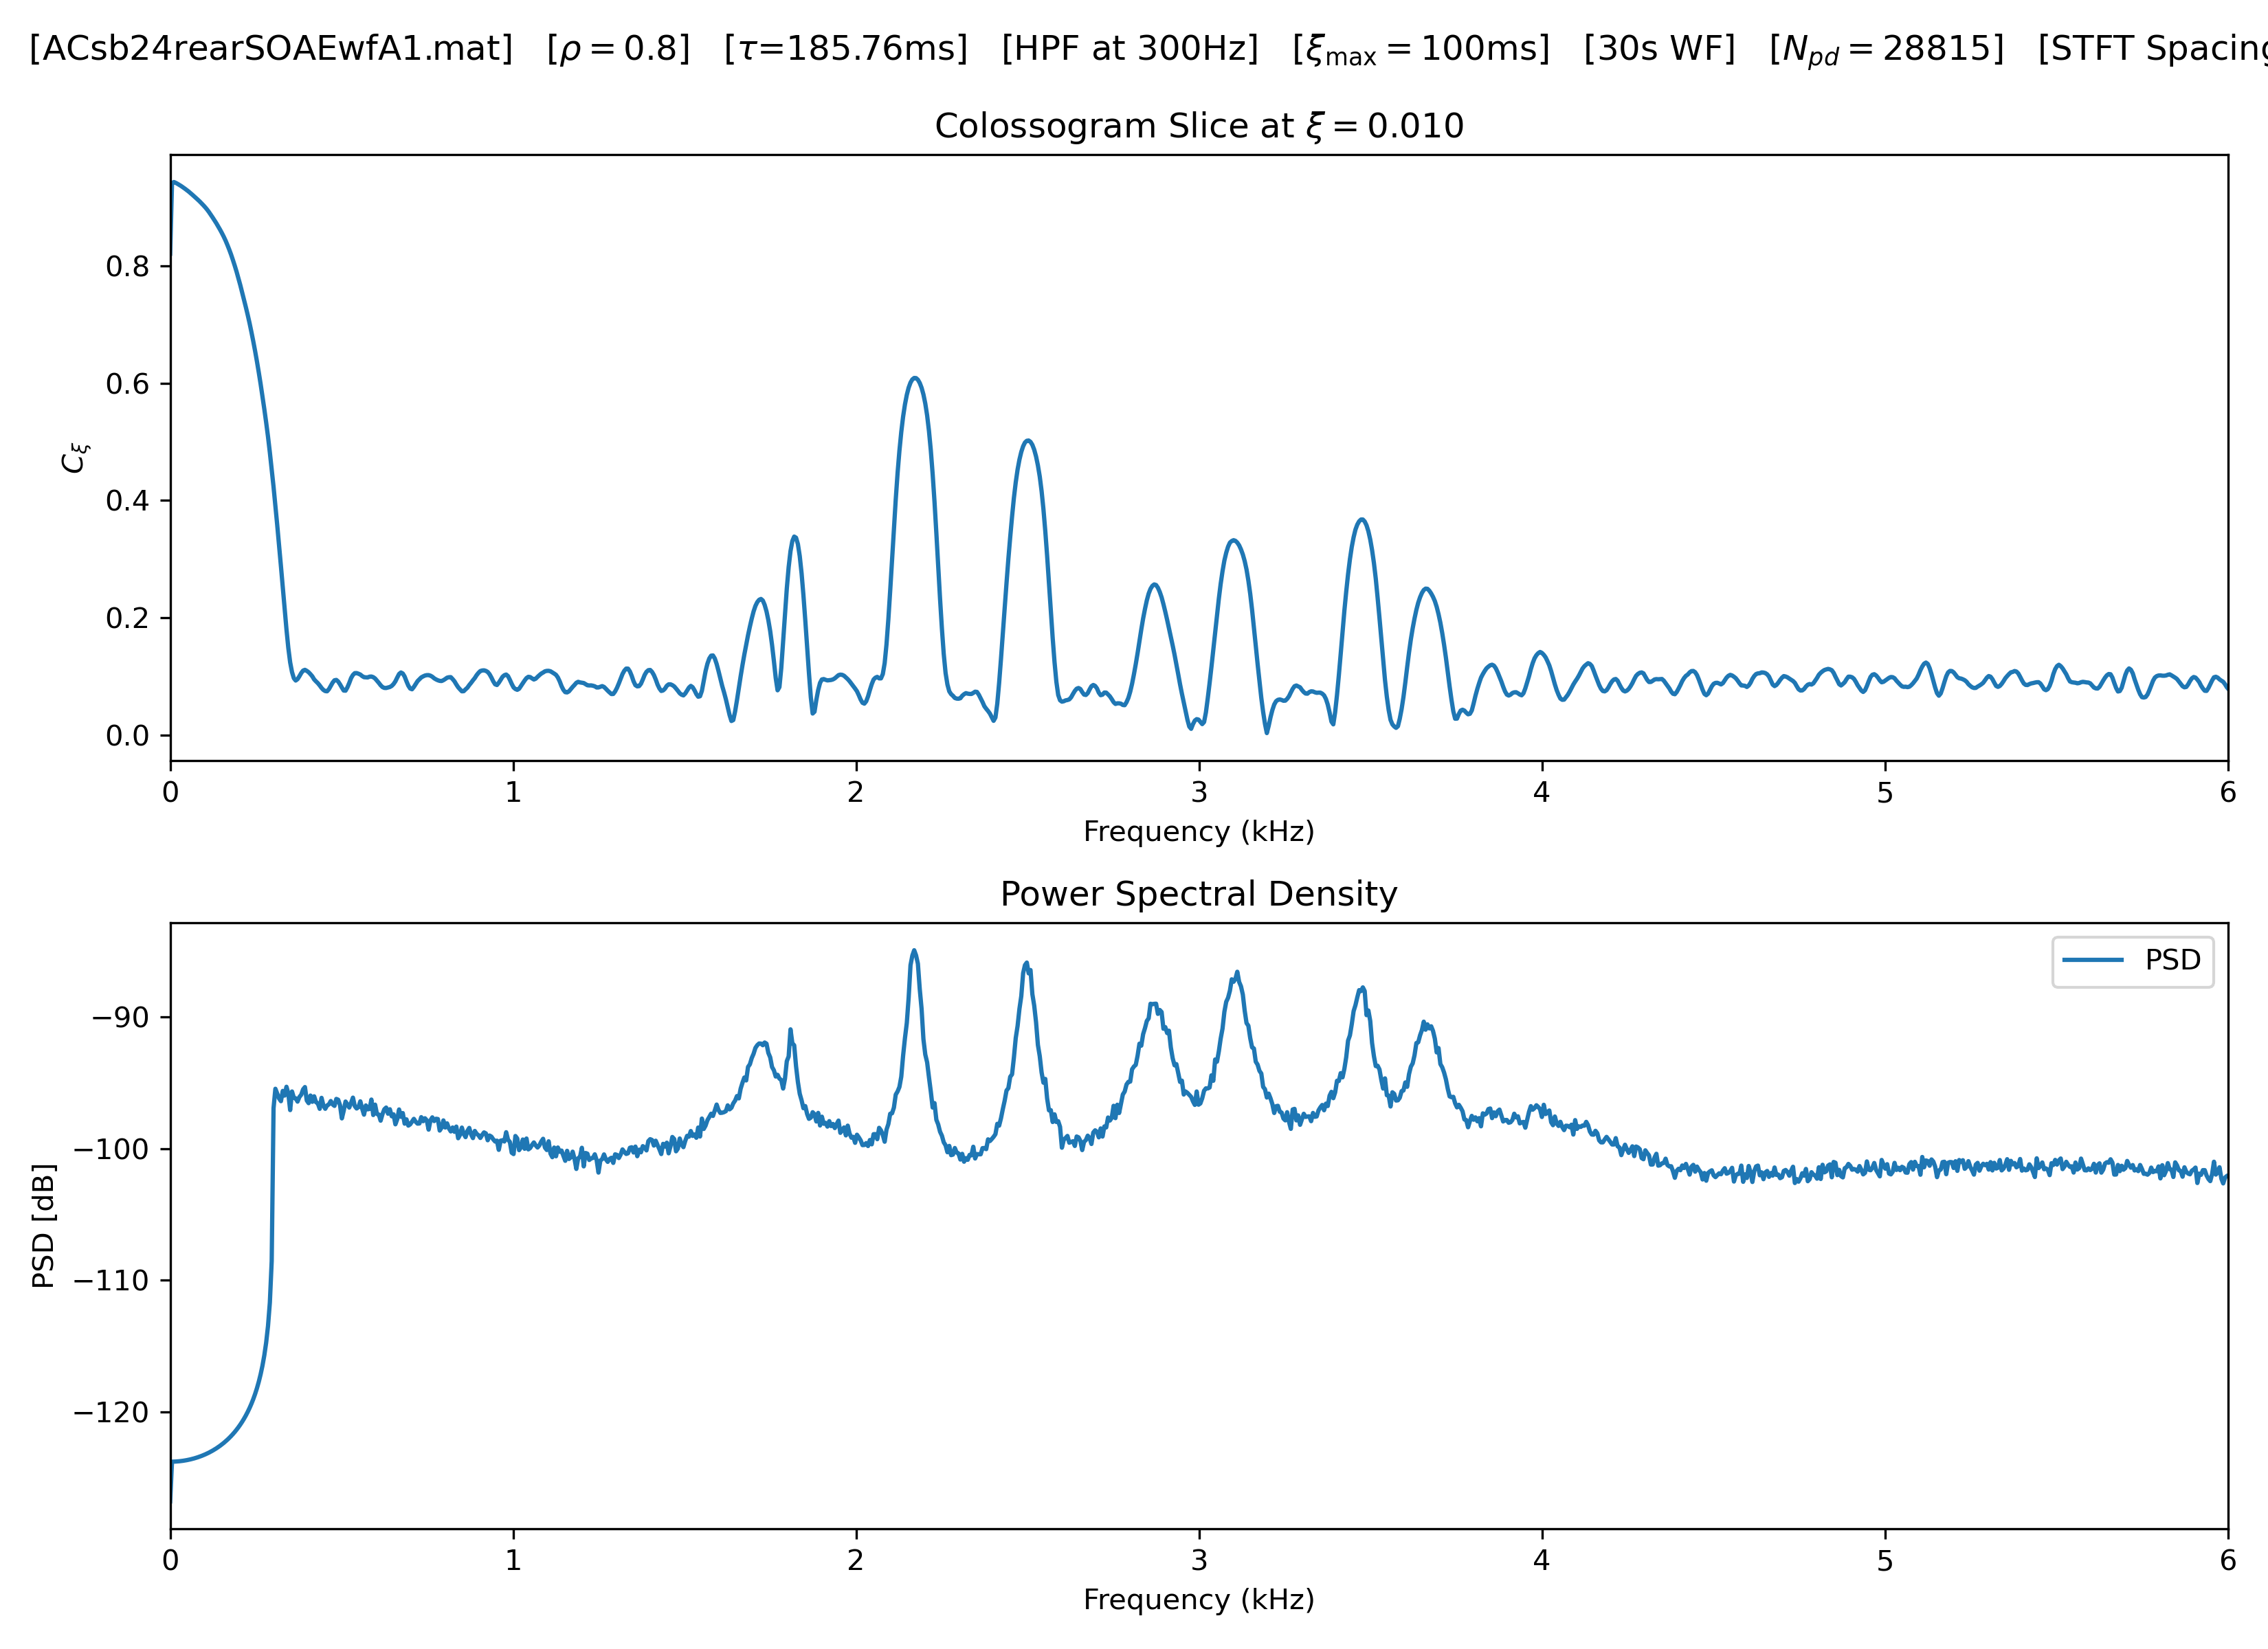 [ACsb24rearSOAEwfA1.mat] [ρ = 0.8] [τ=185.76ms] [HPF at 300Hz] [ξmax = 100ms] [30s WF] [Npd = 28815] [STFT Spacing
Colossogram Slice at ξ = 0.010
Cξ
0.8
0.6
0.4
0.2
0.0
0 1 2 3 4 5 6
Frequency (kHz)
Power Spectral Density
PSD
PSD [dB]
−90
−100
−110
−120
0 1 2 3 4 5 6
Frequency (kHz)